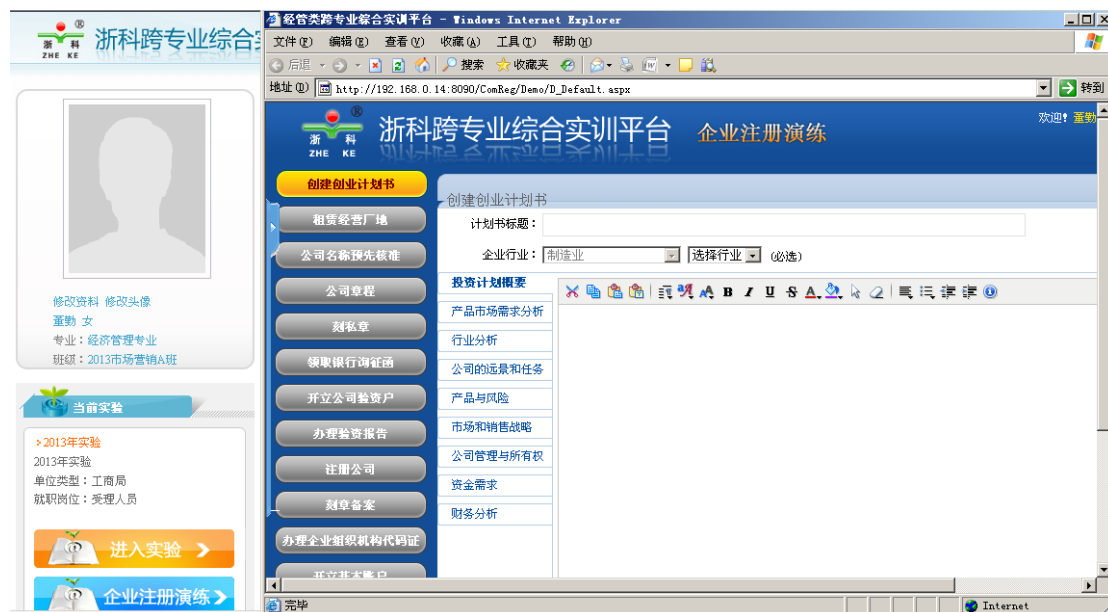 浙科
ZHE KE
®
浙科跨专业综合
修改资料 修改头像
董勤 女
专业：经济管理专业
班级：2013市场营销A班
当前实验
>2013年实验
2013年实验
单位类型：工商局
就职岗位：受理人员
进入实验
企业注册演练
经管类跨专业综合实训平台 - Windows Internet Explorer
文件(F) 编辑(E) 查看(V) 收藏(A) 工具(T) 帮助(H)
后退 搜索 收藏夹
地址(D) http://192.168.0.14:8090/ComReg/Demo/D_Default.aspx 转到
浙科
ZHE KE
®
浙科跨专业综合实训平台 企业注册演练
欢迎! 董勤
创建创业计划书
租赁经营厂地
公司名称预先核准
公司章程
刻私章
领取银行询征函
开立公司验资户
办理验资报告
注册公司
刻章备案
办理企业组织机构代码证
开立基本账户
创建创业计划书
计划书标题：
企业行业： 制造业 选择行业 (必选)
投资计划概要
产品市场需求分析
行业分析
公司的远景和任务
产品与风险
市场和销售战略
公司管理与所有权
资金需求
财务分析
B I U S A
完毕
Internet